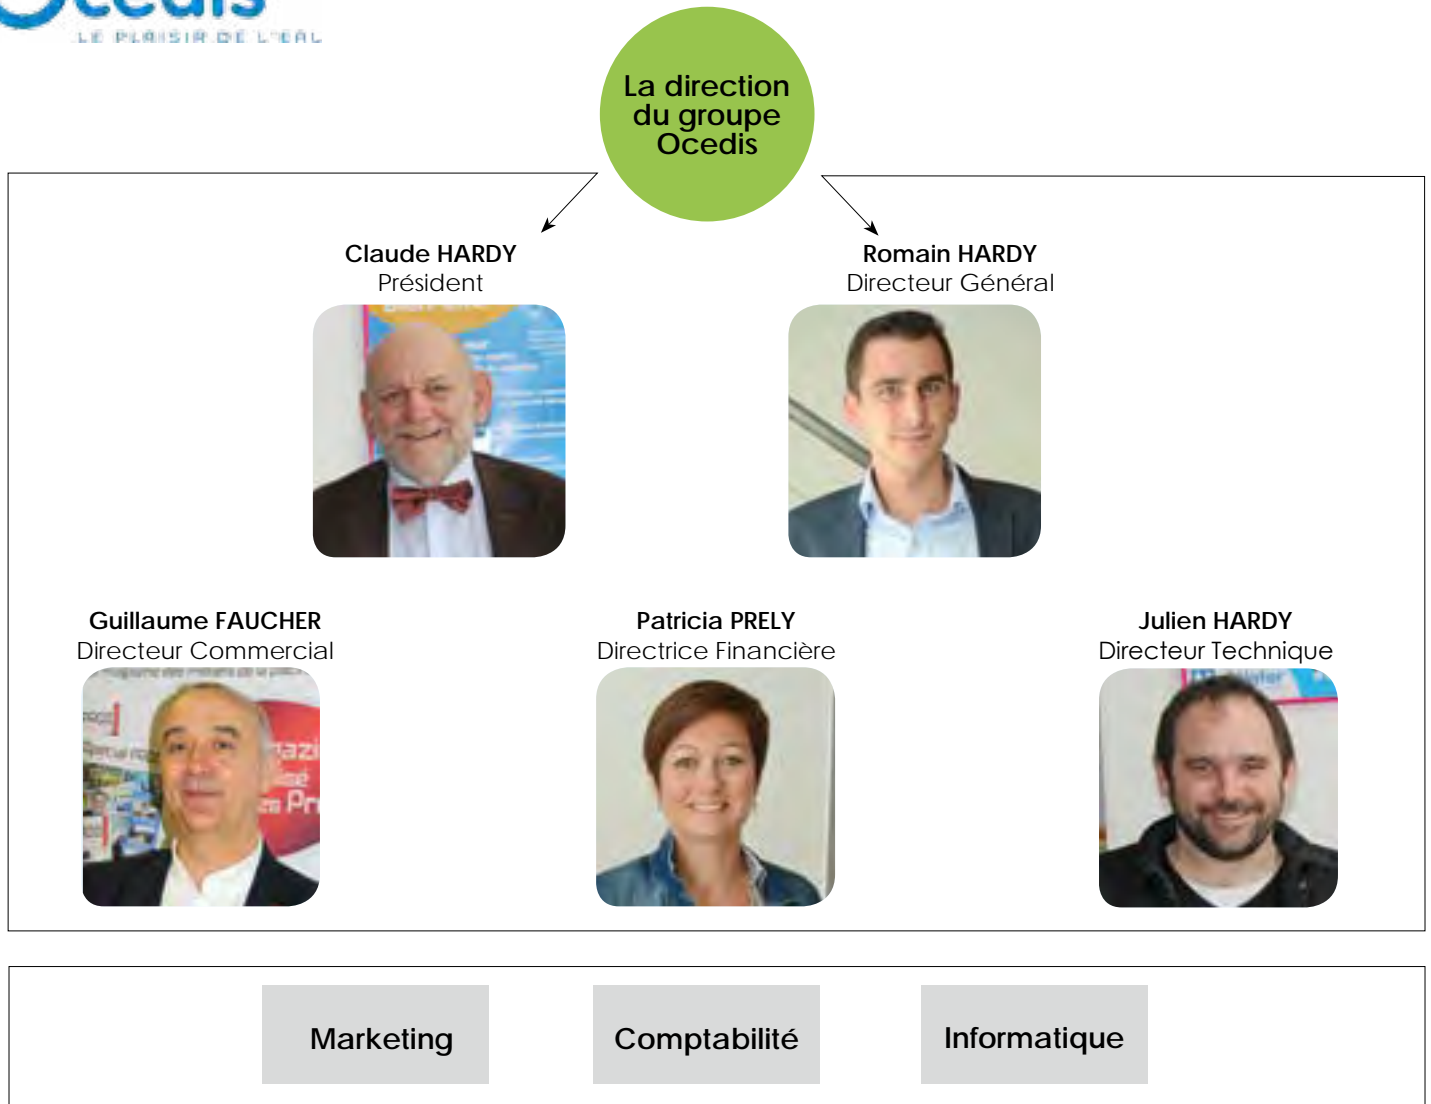 Ocedis
LE PLAISIR DE L'EAU
La direction
du groupe
Ocedis
Claude HARDY
Président
Romain HARDY
Directeur Général
Guillaume FAUCHER
Directeur Commercial
Patricia PRELY
Directrice Financière
Julien HARDY
Directeur Technique
Marketing
Comptabilité
Informatique